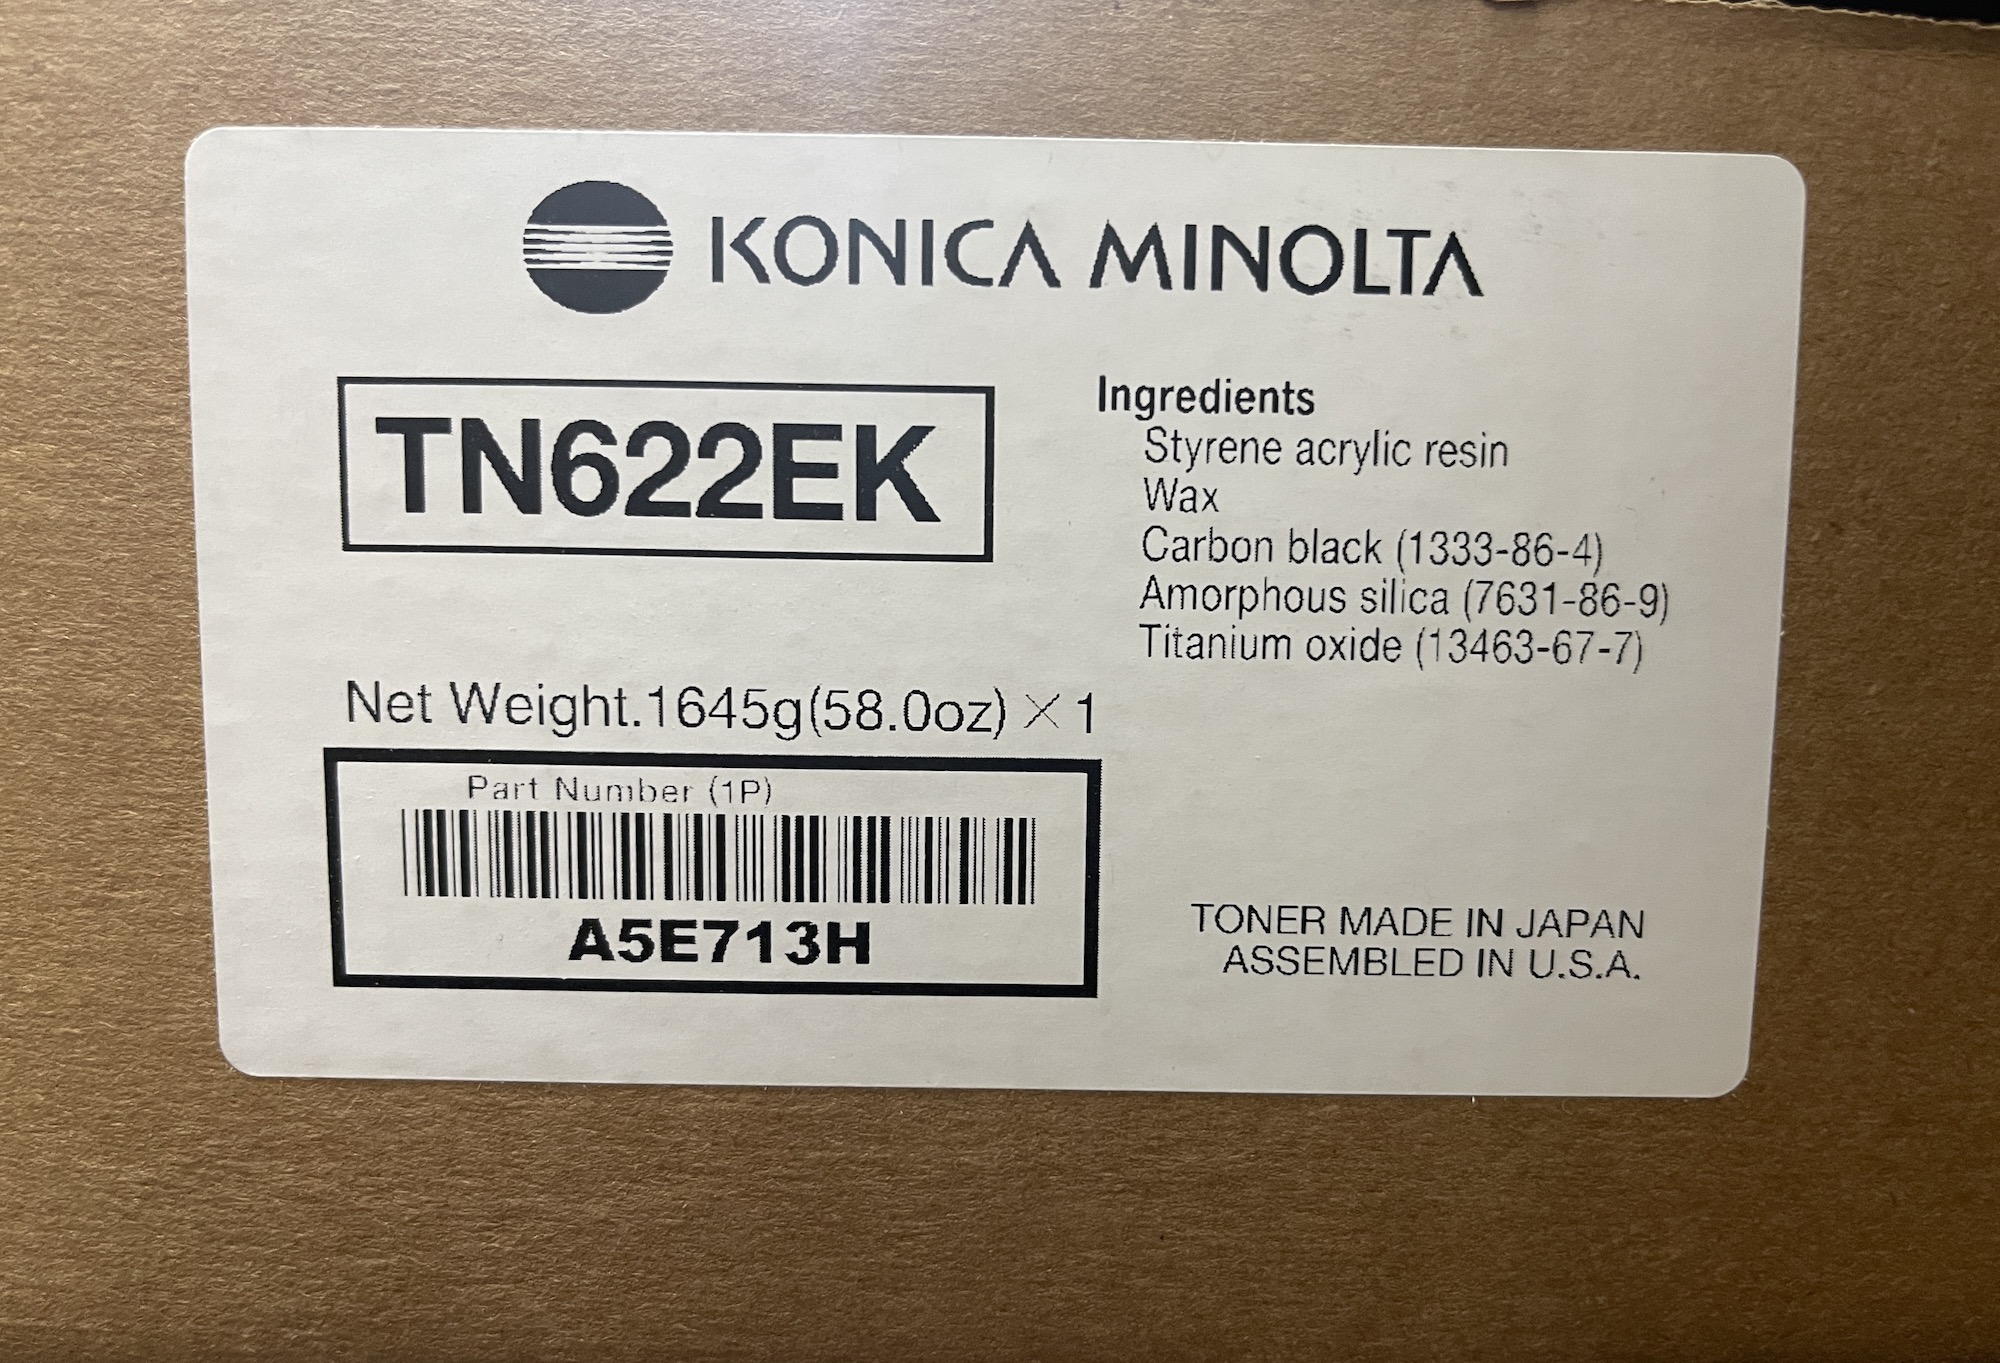 KONICA MINOLTA
TN622EK
Ingredients
Styrene acrylic resin
Wax
Carbon black (1333-86-4)
Amorphous silica (7631-86-9)
Titanium oxide (13463-67-7)
Net Weight.1645g(58.0oz)×1
Part Number (1P)
A5E713H
TONER MADE IN JAPAN
ASSEMBLED IN U.S.A.